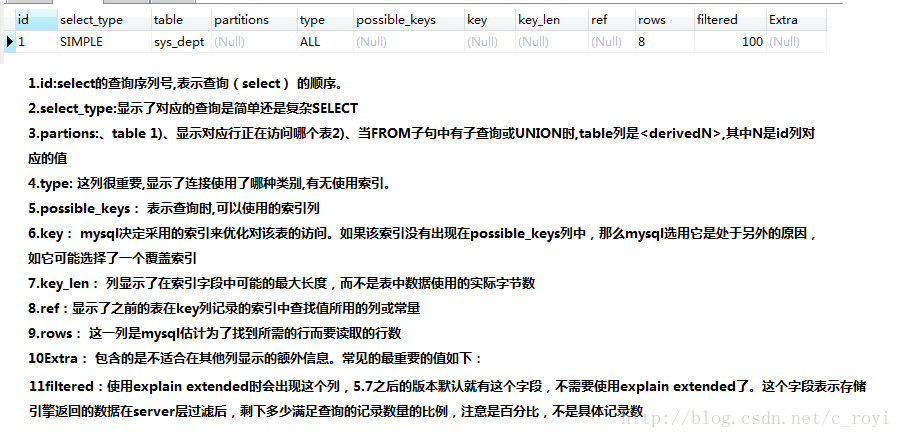 id select_type table partitions type possible_keys key key_len ref rows filtered Extra
1 SIMPLE sys_dept (Null) ALL (Null) (Null) (Null) (Null) 8 100 (Null)
1.id:select的查询序列号,表示查询（select） 的顺序。
2.select_type:显示了对应的查询是简单还是复杂SELECT
3.partions:、table 1)、显示对应行正在访问哪个表2)、当FROM子句中有子查询或UNION时,table列是<derivedN>,其中N是id列对
应的值
4.type: 这列很重要,显示了连接使用了哪种类别,有无使用索引。
5.possible_keys： 表示查询时,可以使用的索引列
6.key： mysql决定采用的索引来优化对该表的访问。如果该索引没有出现在possible_keys列中，那么mysql选用它是处于另外的原因，
如它可能选择了一个覆盖索引
7.key_len： 列显示了在索引字段中可能的最大长度，而不是表中数据使用的实际字节数
8.ref：显示了之前的表在key列记录的索引中查找值所用的列或常量
9.rows： 这一列是mysql估计为了找到所需的行而要读取的行数
10Extra： 包含的是不适合在其他列显示的额外信息。常见的最重要的值如下：
11filtered：使用explain extended时会出现这个列，5.7之后的版本默认就有这个字段，不需要使用explain extended了。这个字段表示存储
引擎返回的数据在server层过滤后，剩下多少满足查询的记录数量的比例，注意是百分比，不是具体记录数
http://blog.csdn.net/c_royi